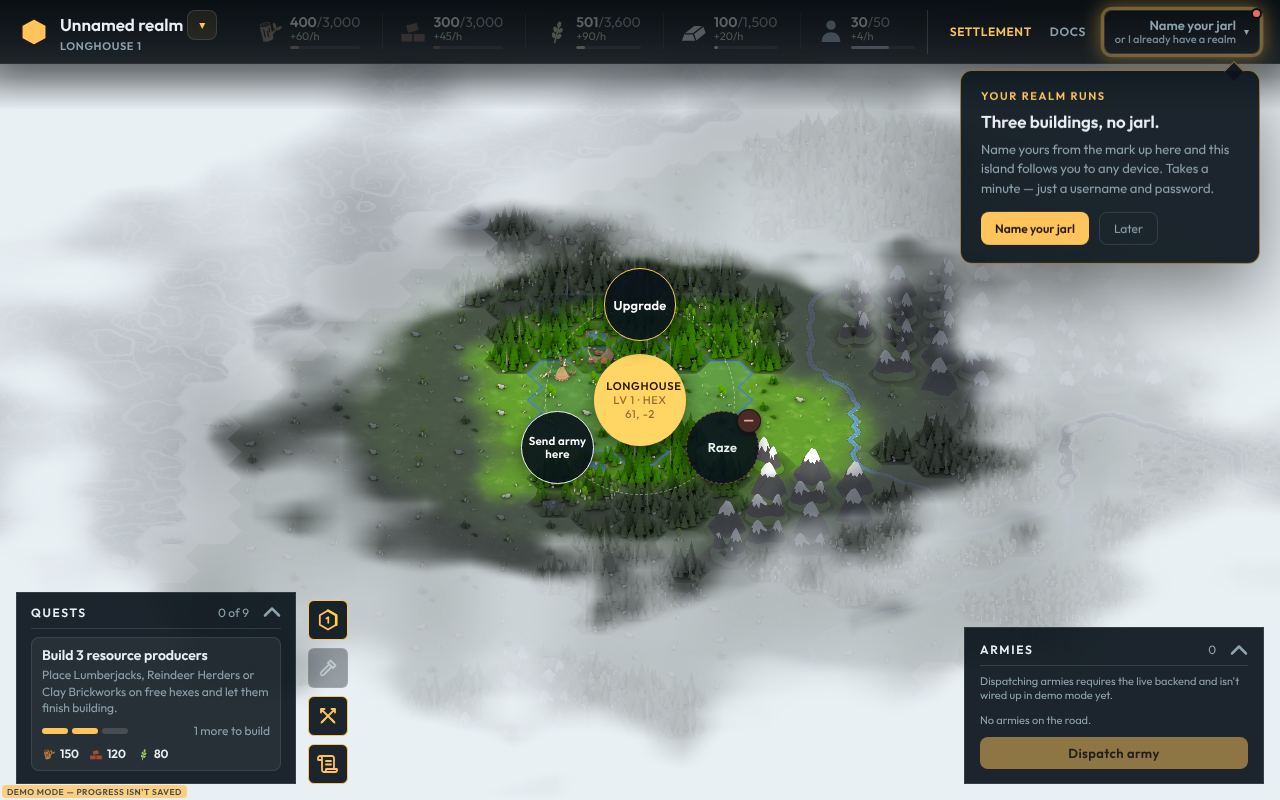 Unnamed realm
LONGHOUSE 1
400/3,000
+60/h
300/3,000
+45/h
501/3,600
+90/h
100/1,500
+20/h
30/50
+4/h
SETTLEMENT
DOCS
Name your jarl
or I already have a realm
YOUR REALM RUNS
Three buildings, no jarl.
Name yours from the mark up here and this
island follows you to any device. Takes a
minute — just a username and password.
Name your jarl
Later
Upgrade
LONGHOUSE
LV 1 · HEX
61, -2
Send army
here
Raze
QUESTS
0 of 9
Build 3 resource producers
Place Lumberjacks, Reindeer Herders or
Clay Brickworks on free hexes and let them
finish building.
1 more to build
150
120
80
1
DEMO MODE — PROGRESS ISN'T SAVED
ARMIES
0
Dispatching armies requires the live backend and isn't
wired up in demo mode yet.
No armies on the road.
Dispatch army